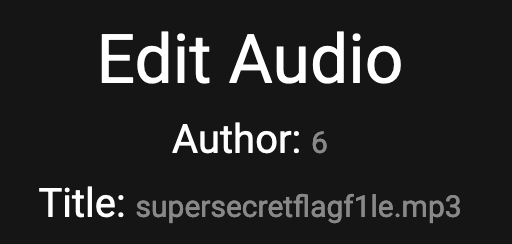 Edit Audio
Author: 6
Title: supersecretflagf1le.mp3